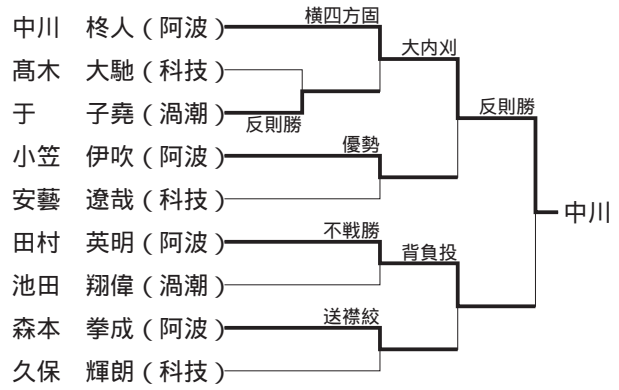 中川　柊人（阿波）
髙木　大馳（科技）
于　　子堯（渦潮）
小笠　伊吹（阿波）
安藝　遼哉（科技）
田村　英明（阿波）
池田　翔偉（渦潮）
森本　拳成（阿波）
久保　輝朗（科技）
横四方固
反則勝
優勢
不戦勝
送襟絞
大内刈
背負投
反則勝
中川